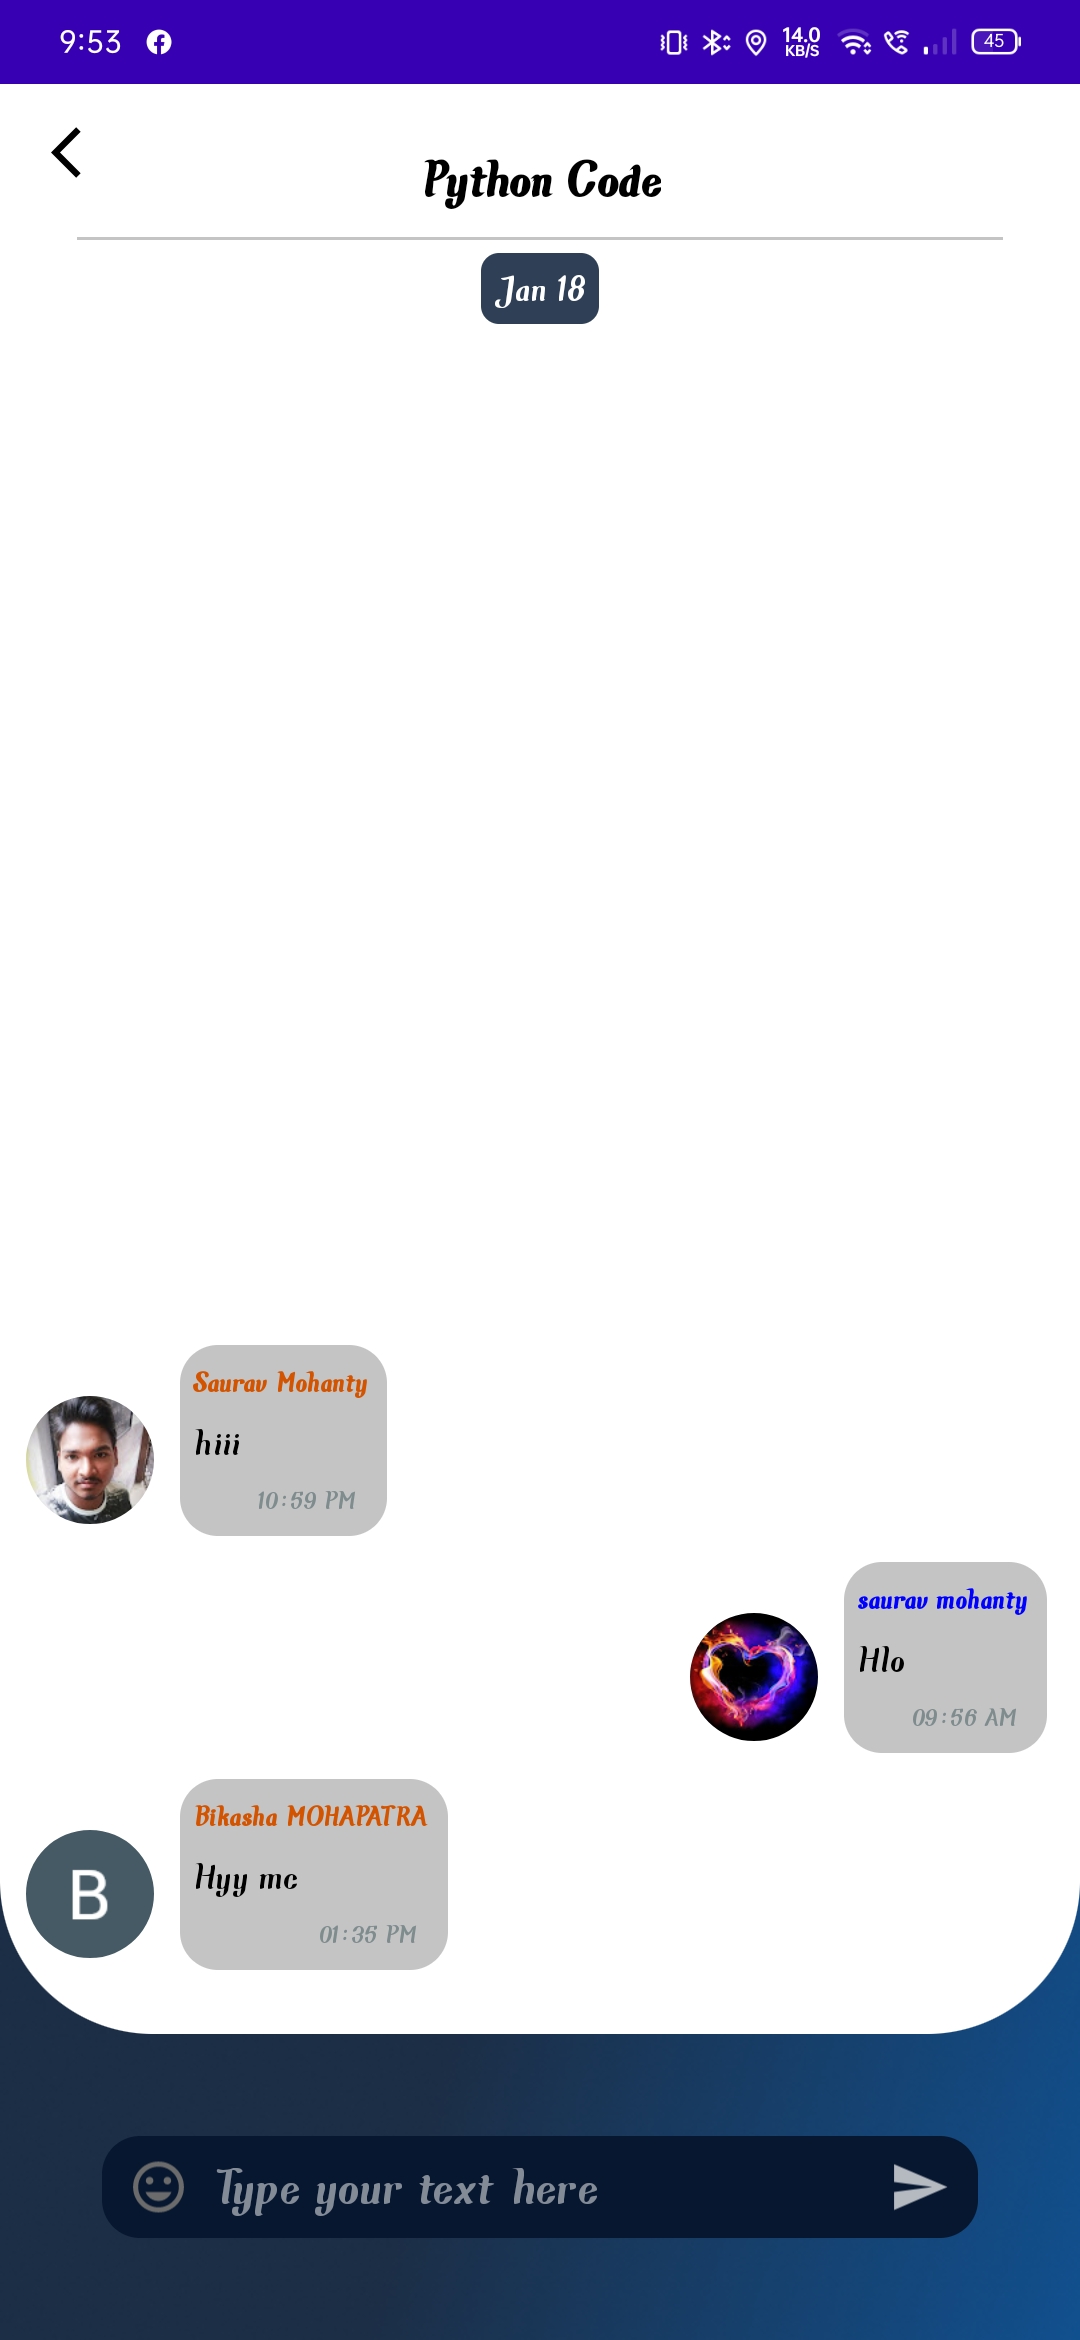 9:53 14.0 KB/S 45
Python Code
Jan 18
Saurav Mohanty
hiii
10:59 PM
saurav mohanty
Hlo
09:56 AM
B
Bikasha MOHAPATRA
Hyy mc
01:35 PM
Type your text here